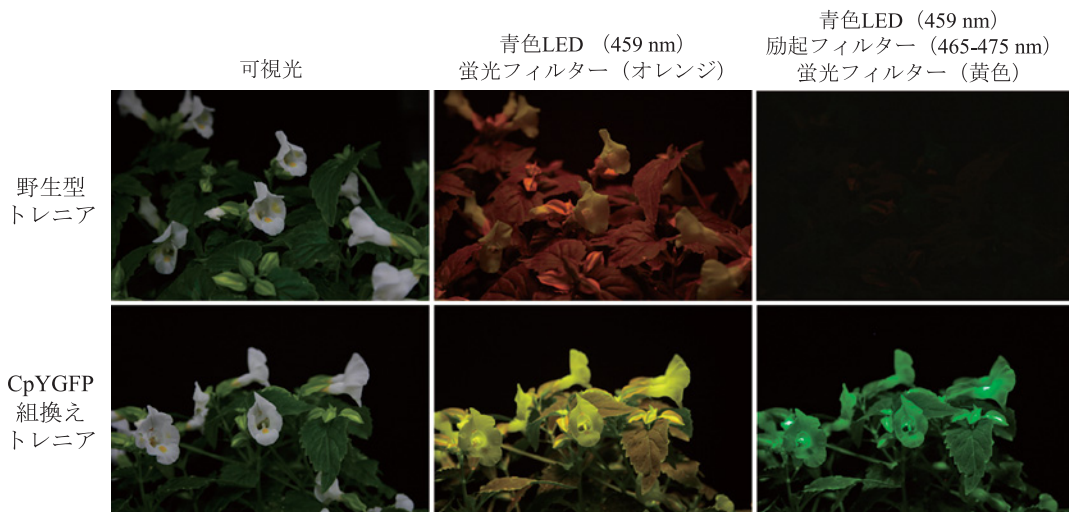 可視光
青色LED （459 nm）
蛍光フィルター（オレンジ）
青色LED（459 nm）
励起フィルター（465-475 nm）
蛍光フィルター（黄色）
野生型
トレニア
CpYGFP
組換え
トレニア